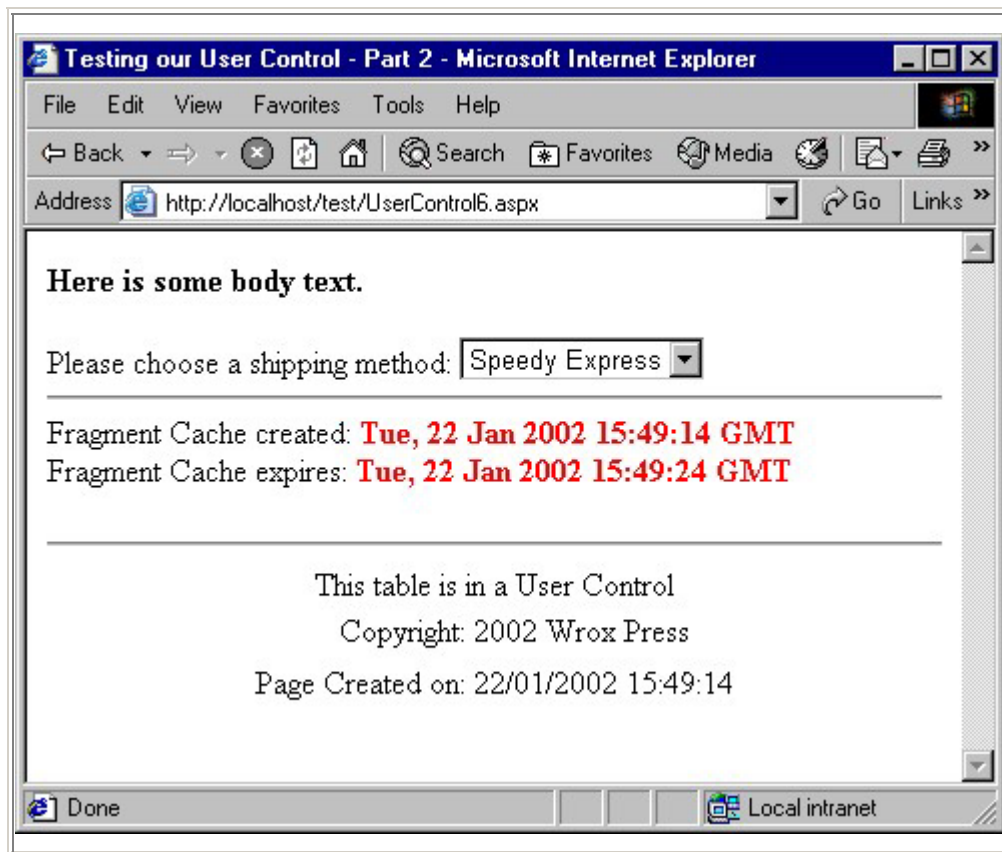 Testing our User Control - Part 2 - Microsoft Internet Explorer
File Edit View Favorites Tools Help
Back Search Favorites Media »
Address http://localhost/test/UserControl6.aspx Go Links »
Here is some body text.
Please choose a shipping method: Speedy Express
Fragment Cache created: Tue, 22 Jan 2002 15:49:14 GMT
Fragment Cache expires: Tue, 22 Jan 2002 15:49:24 GMT
This table is in a User Control
Copyright: 2002 Wrox Press
Page Created on: 22/01/2002 15:49:14
Done Local intranet